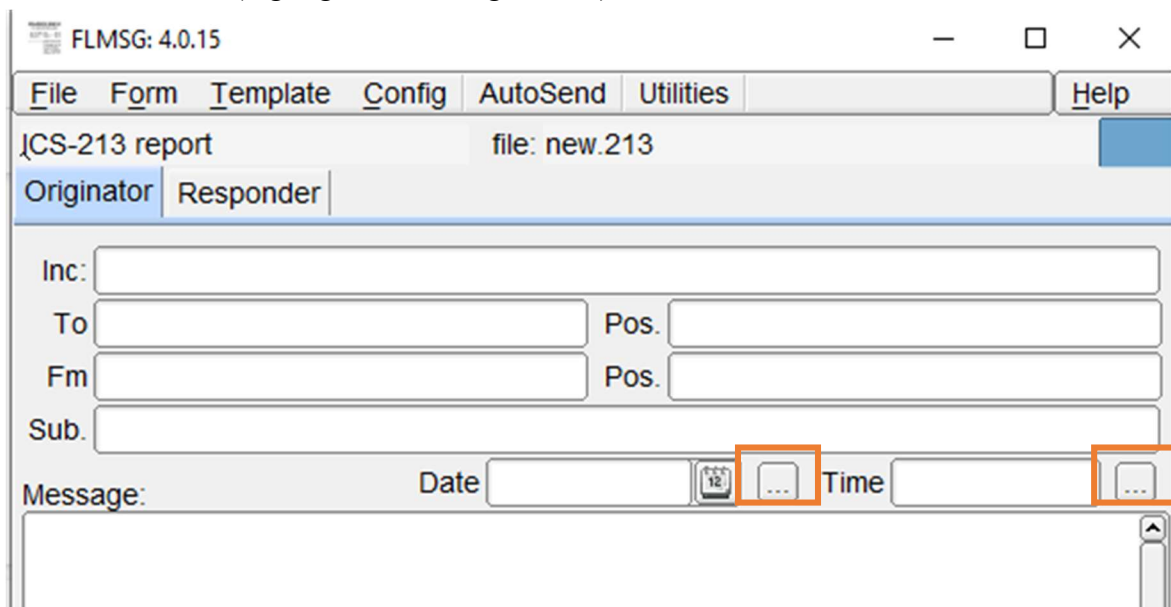 FLMSG: 4.0.15
File Form Template Config AutoSend Utilities Help
ICS-213 report file: new.213
Originator Responder
Inc:
To Pos.
Fm Pos.
Sub.
Message: Date 12 ... Time ...